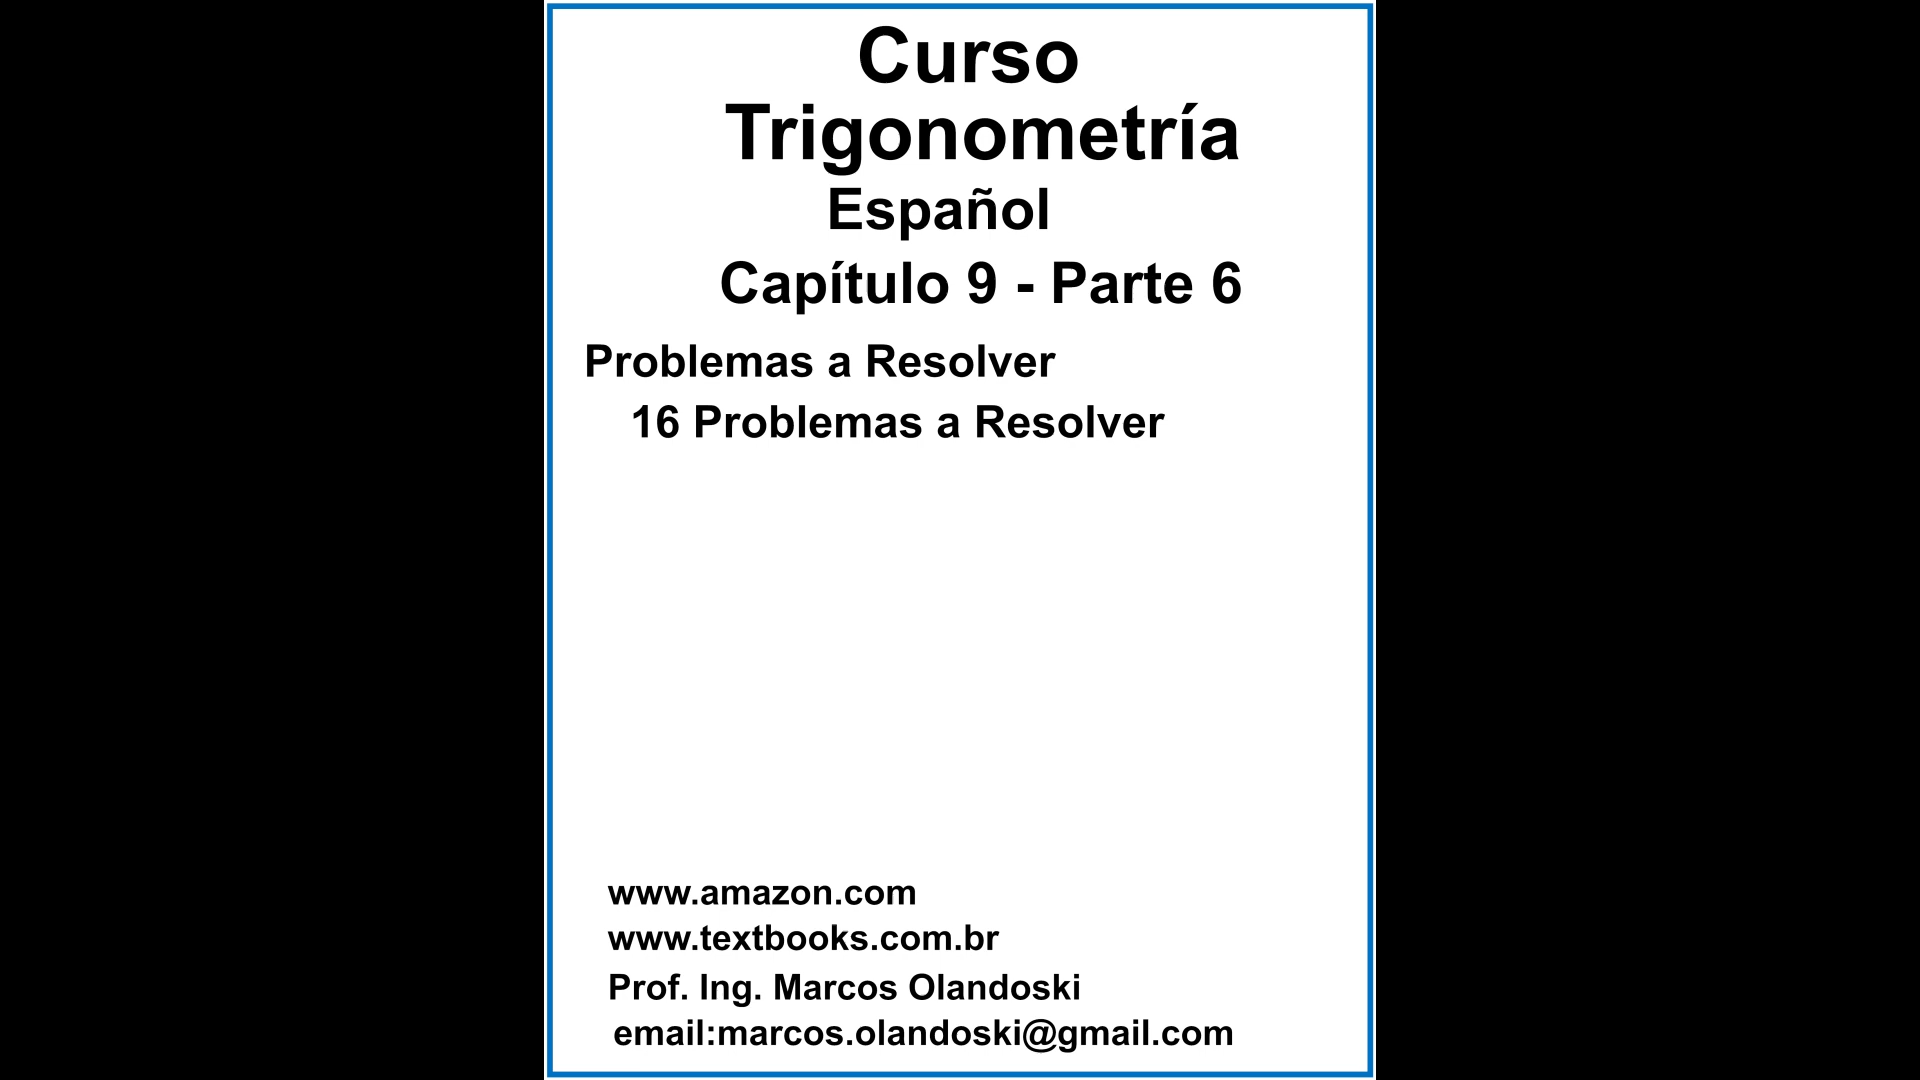 Curso
Trigonometría
Español
Capítulo 9 - Parte 6
Problemas a Resolver
16 Problemas a Resolver
www.amazon.com
www.textbooks.com.br
Prof. Ing. Marcos Olandoski
email:marcos.olandoski@gmail.com